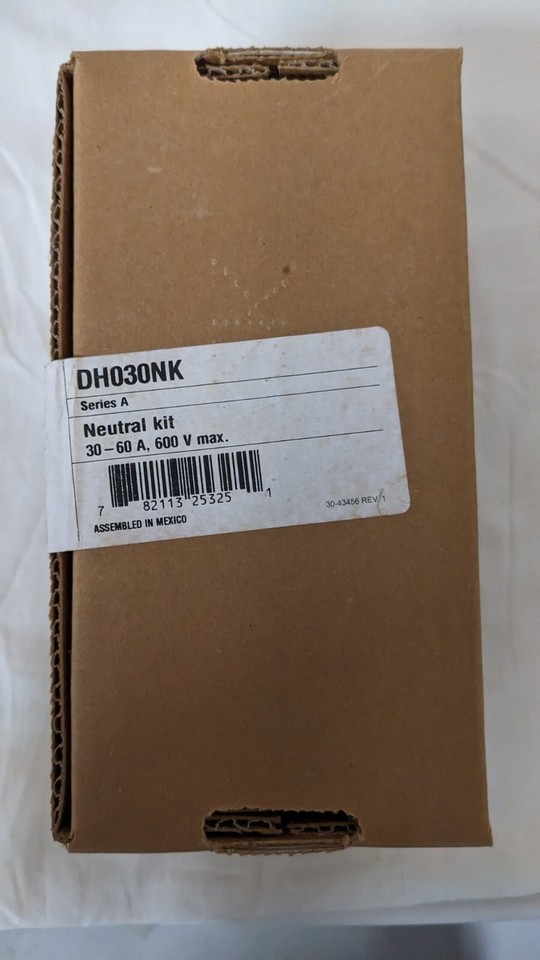 DH030NK
Series A
Neutral kit
30-60 A, 600 V max.
7 82113 25325 1
ASSEMBLED IN MEXICO
30-43456 REV. 1